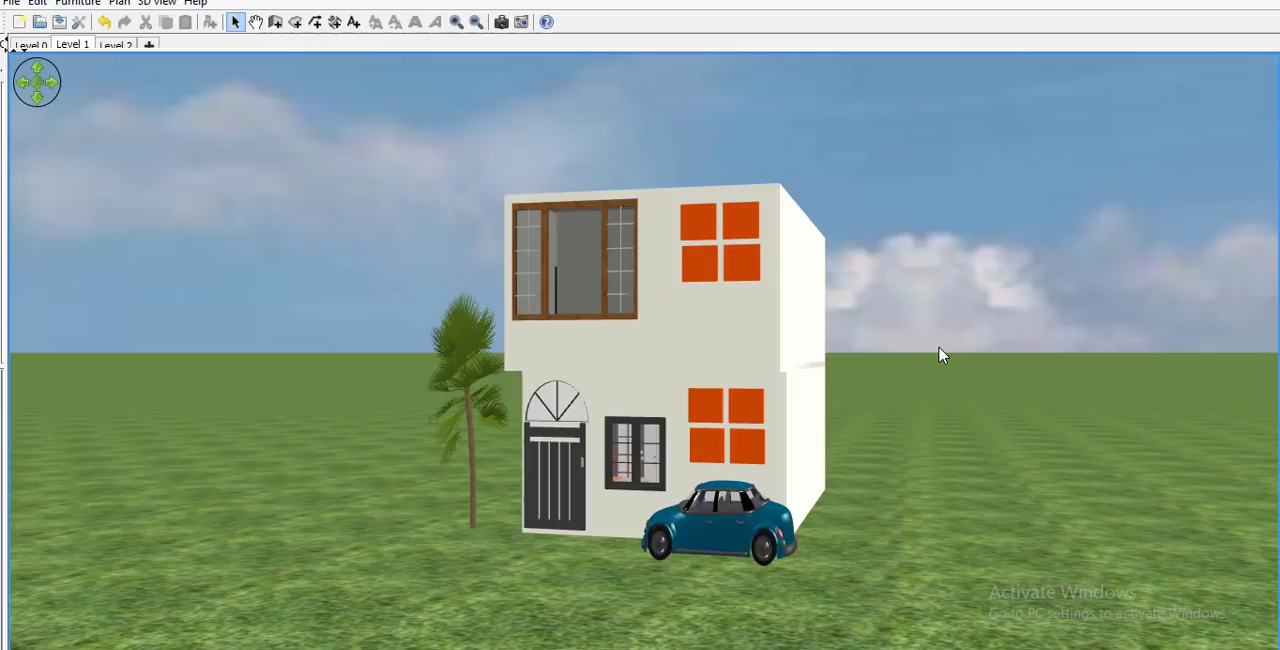 File Edit Furniture Plan 3D view Help
Level 0 Level 1 Level 2
Activate Windows
Go to PC settings to activate Windows.